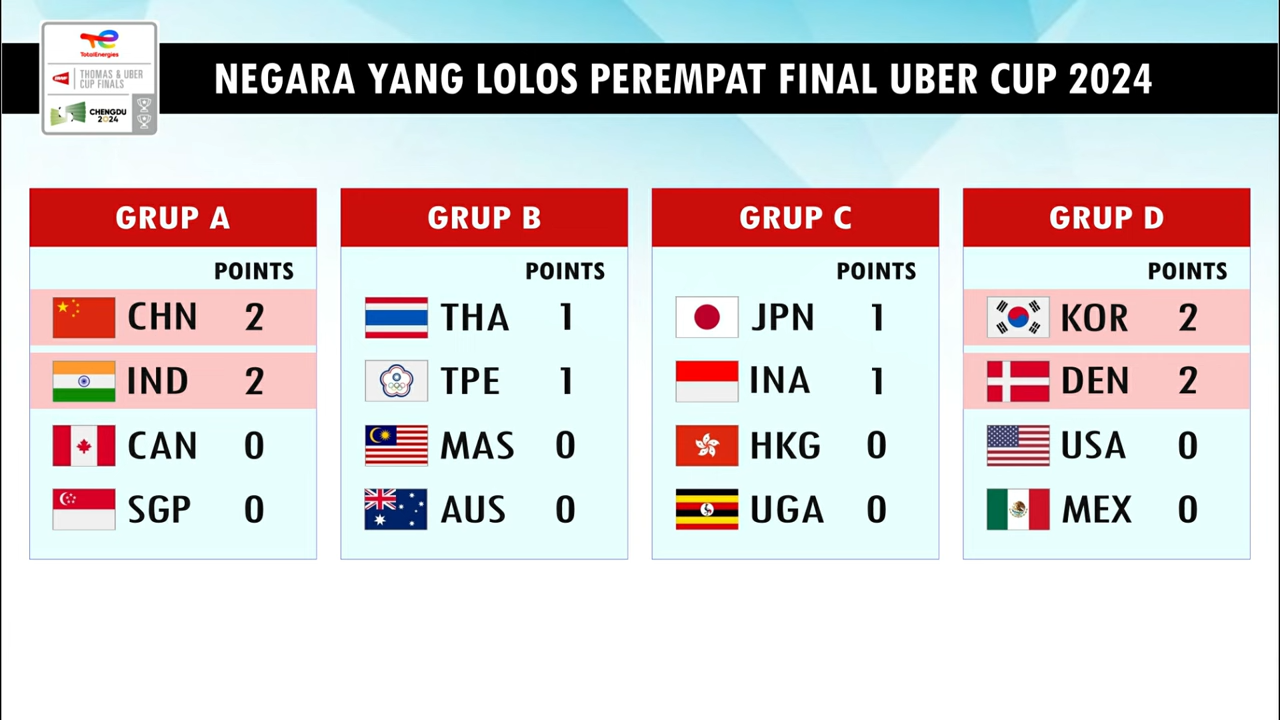 TotalEnergies
THOMAS & UBER
CUP FINALS
CHENGDU
2024
NEGARA YANG LOLOS PEREMPAT FINAL UBER CUP 2024
GRUP A
POINTS
CHN 2
IND 2
CAN 0
SGP 0
GRUP B
POINTS
THA 1
TPE 1
MAS 0
AUS 0
GRUP C
POINTS
JPN 1
INA 1
HKG 0
UGA 0
GRUP D
POINTS
KOR 2
DEN 2
USA 0
MEX 0